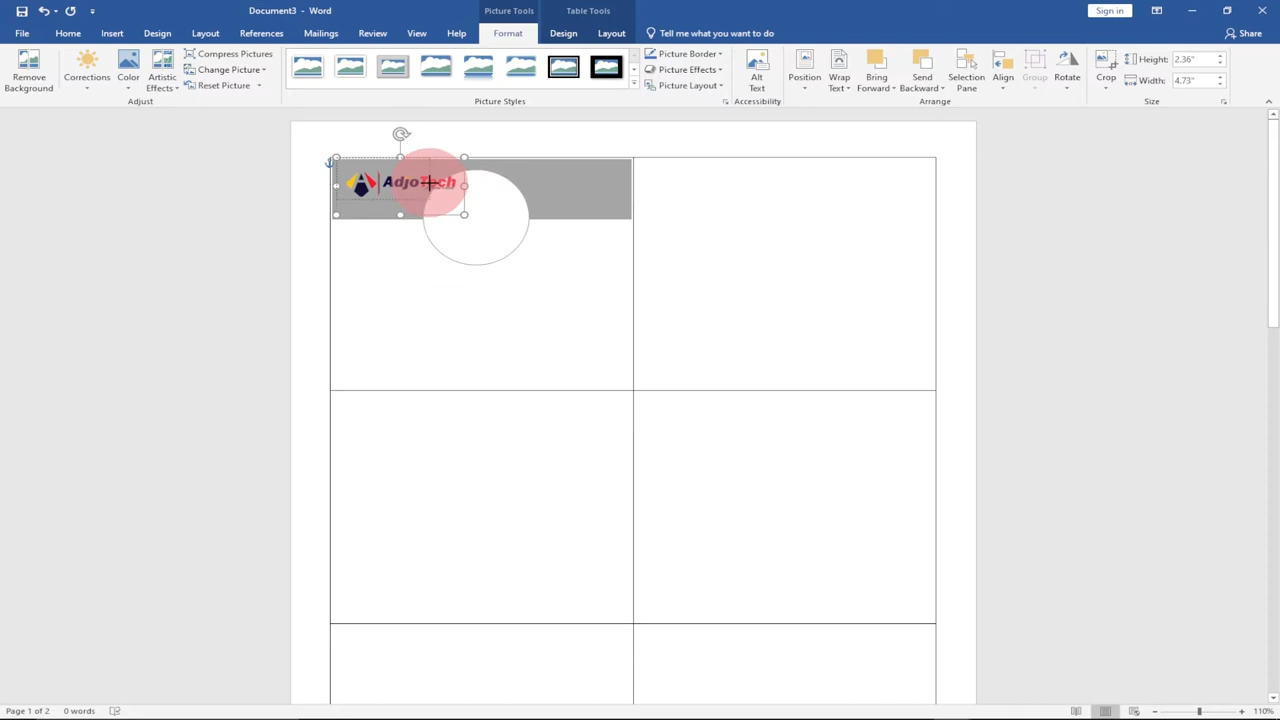 Document3 - Word
Picture Tools
Table Tools
Sign in
File
Home
Insert
Design
Layout
References
Mailings
Review
View
Help
Format
Design
Layout
Tell me what you want to do
Share
Remove Background
Corrections
Color
Artistic Effects
Compress Pictures
Change Picture
Reset Picture
Adjust
Picture Styles
Picture Border
Picture Effects
Picture Layout
Alt Text
Accessibility
Position
Wrap Text
Bring Forward
Send Backward
Selection Pane
Align
Group
Rotate
Arrange
Crop
Height: 2.36"
Width: 4.73"
Size
AdjoTech
Page 1 of 2
0 words
110%